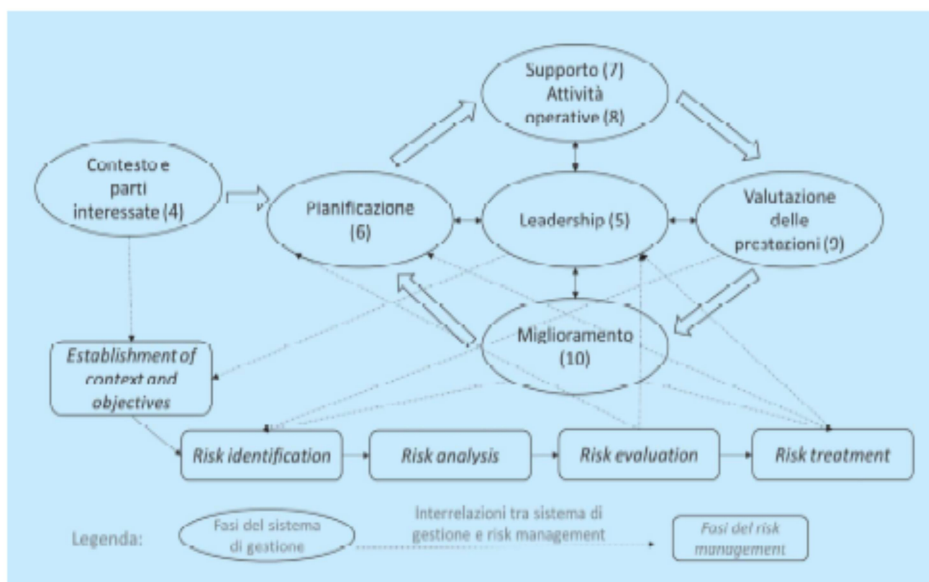 Supporto (7)
Attività
operative (8)
Contesto e
parti
interessate (4)
Pianificazione
(6)
Leadership (5)
Valutazione
delle
prestazioni (9)
Miglioramento
(10)
Establishment of
context and
objectives
Risk identification
Risk analysis
Risk evaluation
Risk treatment
Legenda:
Fasi del sistema
di gestione
Interrelazioni tra sistema di
gestione e risk management
Fasi del risk
management